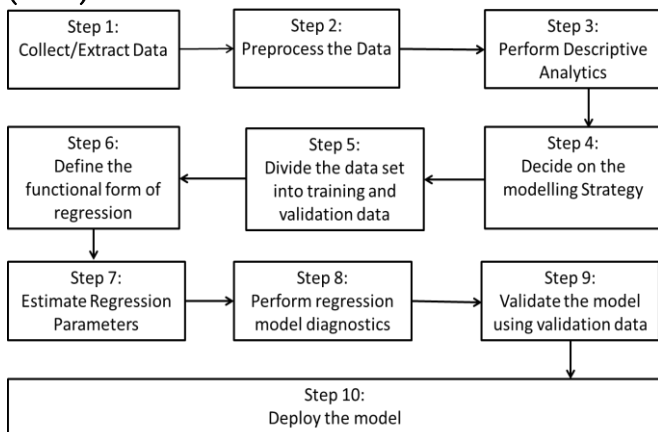 Step 1:
Collect/Extract Data
Step 2:
Preprocess the Data
Step 3:
Perform Descriptive
Analytics
Step 4:
Decide on the
modelling Strategy
Step 5:
Divide the data set
into training and
validation data
Step 6:
Define the
functional form of
regression
Step 7:
Estimate Regression
Parameters
Step 8:
Perform regression
model diagnostics
Step 9:
Validate the model
using validation data
Step 10:
Deploy the model